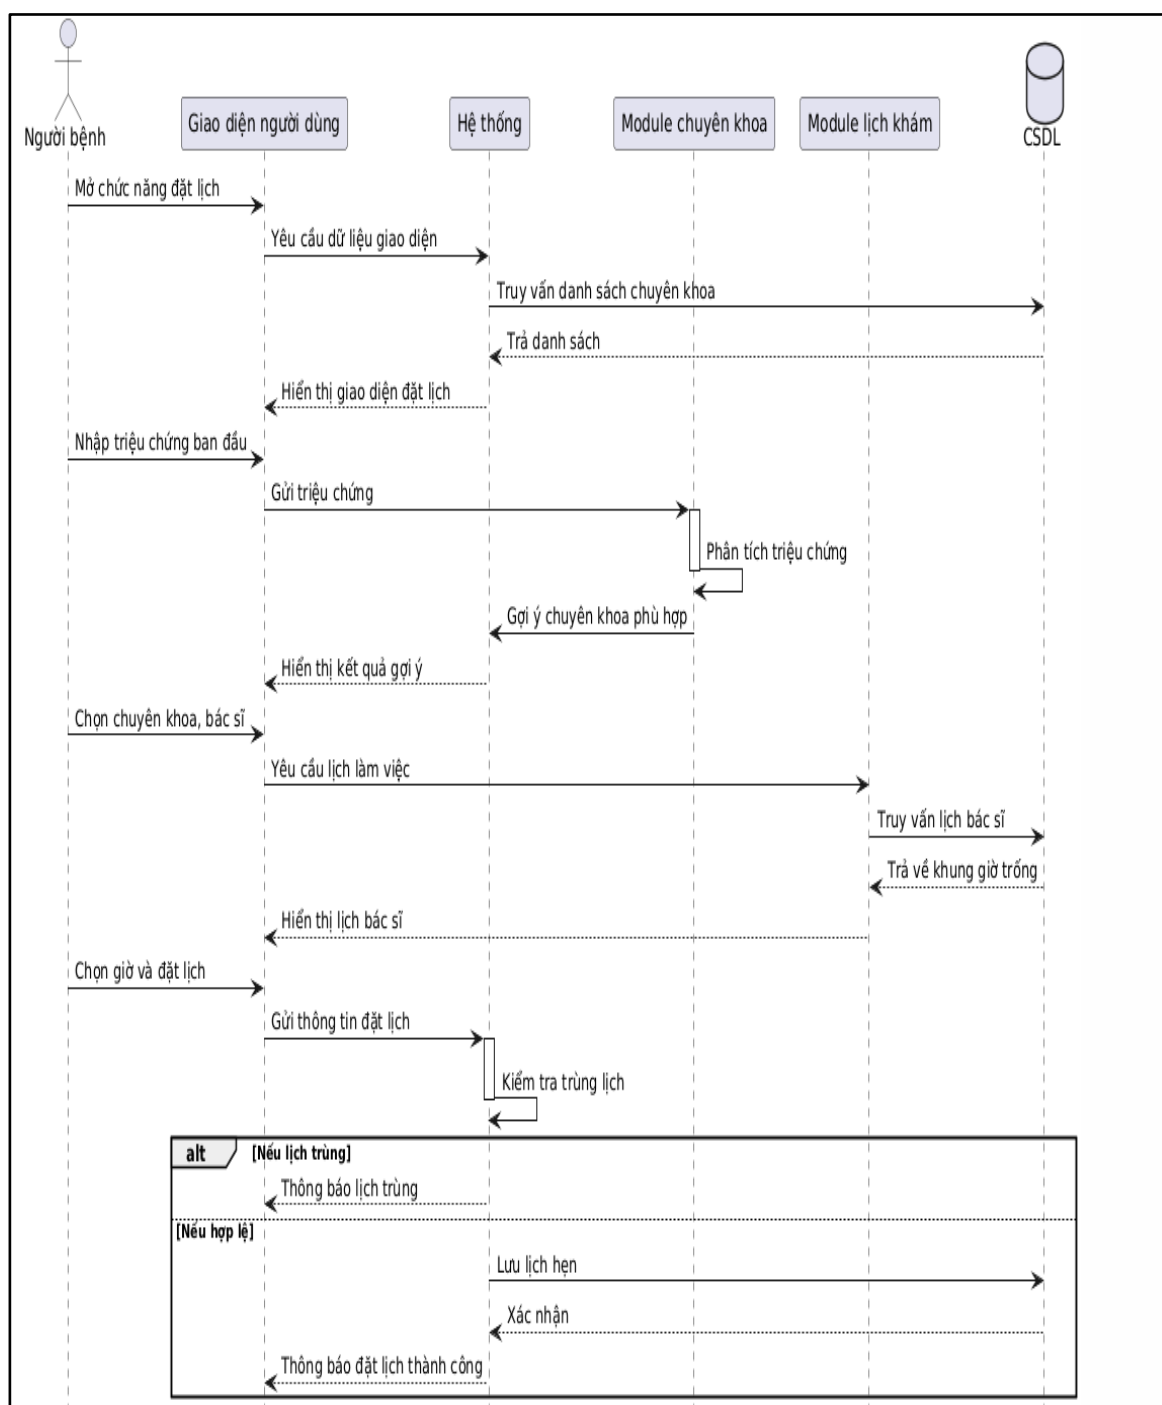 Người bệnh
Giao diện người dùng
Hệ thống
Module chuyên khoa
Module lịch khám
CSDL
Mở chức năng đặt lịch
Yêu cầu dữ liệu giao diện
Truy vấn danh sách chuyên khoa
Trả danh sách
Hiển thị giao diện đặt lịch
Nhập triệu chứng ban đầu
Gửi triệu chứng
Phân tích triệu chứng
Gợi ý chuyên khoa phù hợp
Hiển thị kết quả gợi ý
Chọn chuyên khoa, bác sĩ
Yêu cầu lịch làm việc
Truy vấn lịch bác sĩ
Trả về khung giờ trống
Hiển thị lịch bác sĩ
Chọn giờ và đặt lịch
Gửi thông tin đặt lịch
Kiểm tra trùng lịch
alt [Nếu lịch trùng]
Thông báo lịch trùng
[Nếu hợp lệ]
Lưu lịch hẹn
Xác nhận
Thông báo đặt lịch thành công